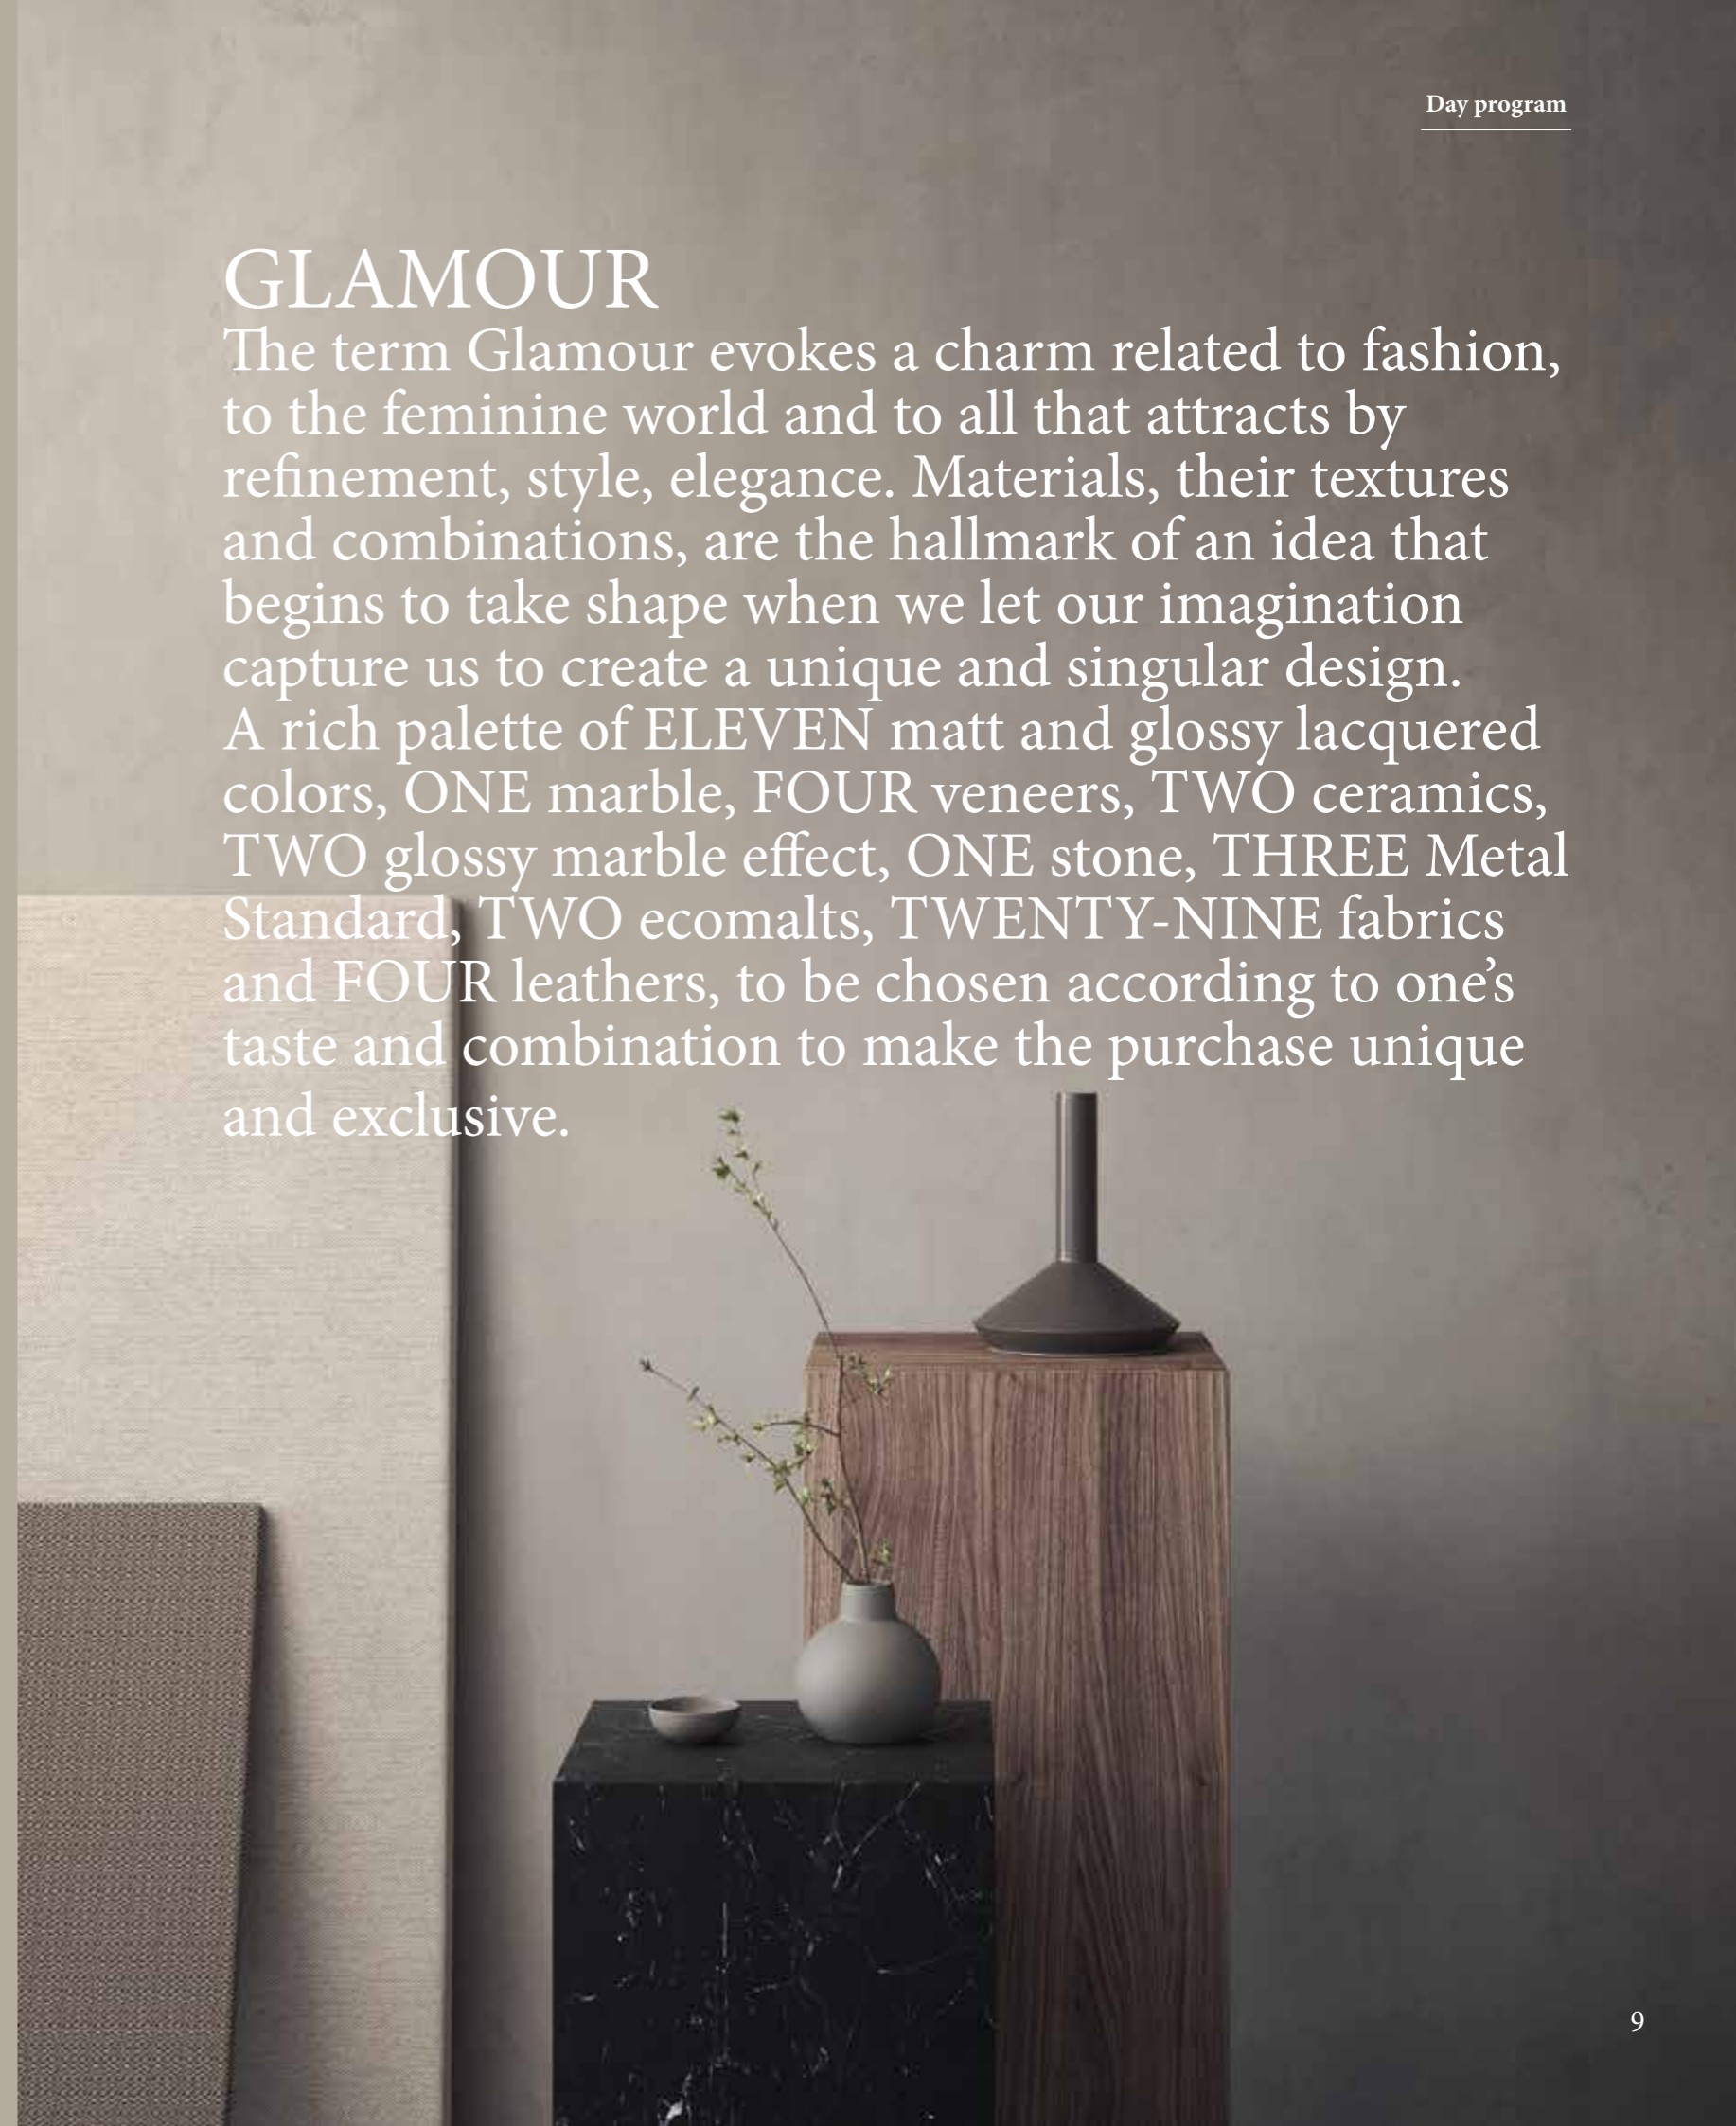 Day program
GLAMOUR
The term Glamour evokes a charm related to fashion,
to the feminine world and to all that attracts by
refinement, style, elegance. Materials, their textures
and combinations, are the hallmark of an idea that
begins to take shape when we let our imagination
capture us to create a unique and singular design.
A rich palette of ELEVEN matt and glossy lacquered
colors, ONE marble, FOUR veneers, TWO ceramics,
TWO glossy marble effect, ONE stone, THREE Metal
Standard, TWO ecomalts, TWENTY-NINE fabrics
and FOUR leathers, to be chosen according to one’s
taste and combination to make the purchase unique
and exclusive.
9